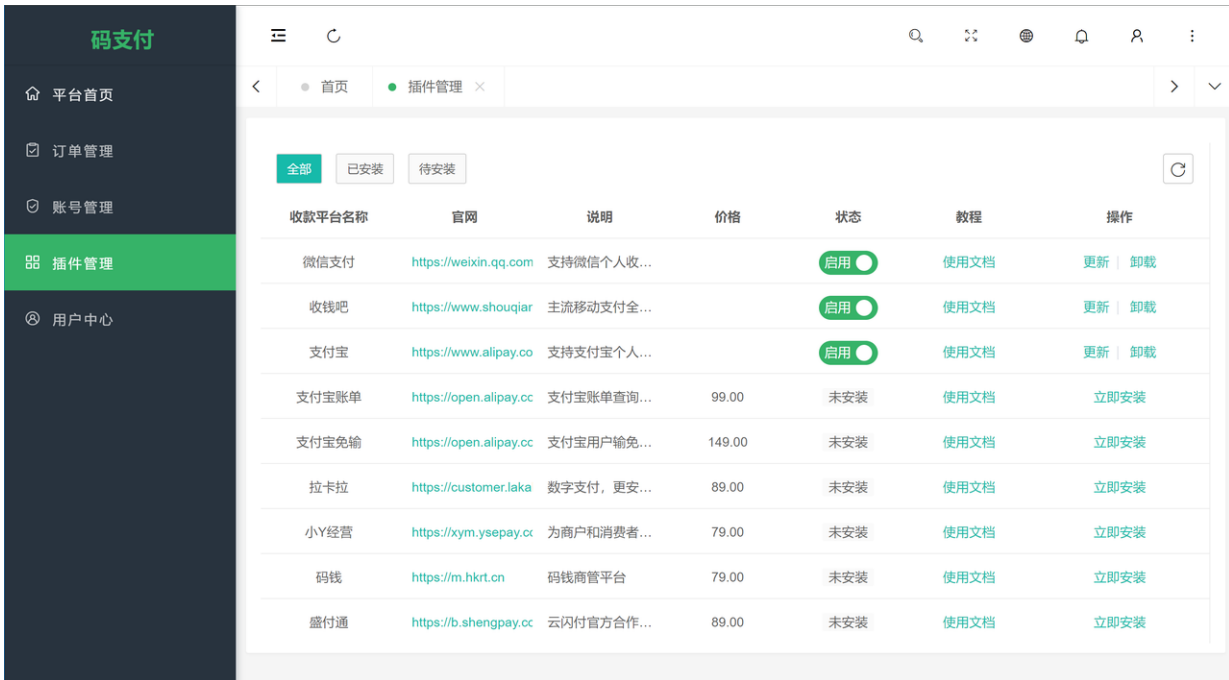 码支付
平台首页
订单管理
账号管理
插件管理
用户中心
首页 插件管理
全部 已安装 待安装
收款平台名称 官网 说明 价格 状态 教程 操作
微信支付 https://weixin.qq.com 支持微信个人收... 启用 使用文档 更新 卸载
收钱吧 https://www.shouqiar 主流移动支付全... 启用 使用文档 更新 卸载
支付宝 https://www.alipay.co 支持支付宝个人... 启用 使用文档 更新 卸载
支付宝账单 https://open.alipay.cc 支付宝账单查询... 99.00 未安装 使用文档 立即安装
支付宝免输 https://open.alipay.cc 支付宝用户输免... 149.00 未安装 使用文档 立即安装
拉卡拉 https://customer.laka 数字支付，更安... 89.00 未安装 使用文档 立即安装
小Y经营 https://xym.ysepay.cc 为商户和消费者... 79.00 未安装 使用文档 立即安装
码钱 https://m.hkrt.cn 码钱商管平台 79.00 未安装 使用文档 立即安装
盛付通 https://b.shengpay.cc 云闪付官方合作... 89.00 未安装 使用文档 立即安装